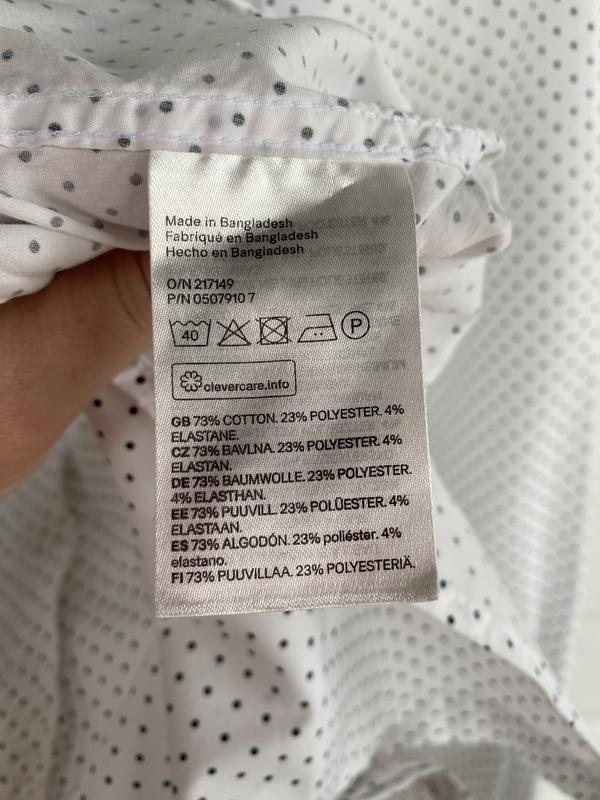 Made in Bangladesh
Fabriqué en Bangladesh
Hecho en Bangladesh
O/N 217149
P/N 0507910 7
40
P
clevercare.info
GB 73% COTTON. 23% POLYESTER. 4%
ELASTANE.
CZ 73% BAVLNA. 23% POLYESTER. 4%
ELASTAN.
DE 73% BAUMWOLLE. 23% POLYESTER.
4% ELASTHAN.
EE 73% PUUVILL. 23% POLÜESTER. 4%
ELASTAAN.
ES 73% ALGODÓN. 23% poliéster. 4%
elastano.
FI 73% PUUVILLAA. 23% POLYESTERIÄ.